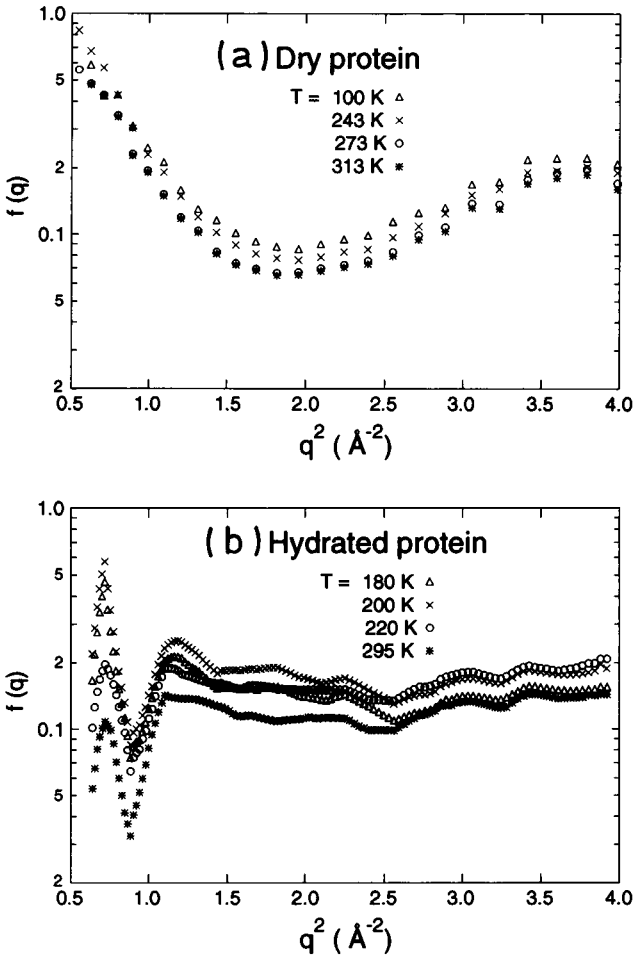 1.0
(a) Dry protein
T = 100 K △
243 K ×
5
273 K ○
313 K ✱
2
f (q)
0.1
5
2
0.5 1.0 1.5 2.0 2.5 3.0 3.5 4.0
q² ( Å⁻² )
1.0
(b) Hydrated protein
T = 180 K △
5
200 K ×
220 K ○
295 K ✱
2
f (q)
0.1
5
2
0.5 1.0 1.5 2.0 2.5 3.0 3.5 4.0
q² ( Å⁻² )